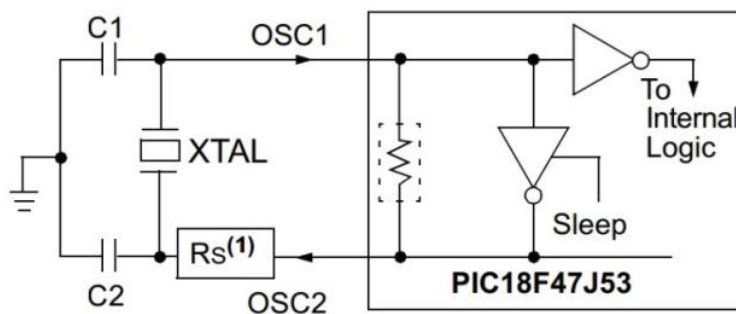 C1
OSC1
To
Internal
Logic
XTAL
Sleep
RS(1)
C2
OSC2
PIC18F47J53